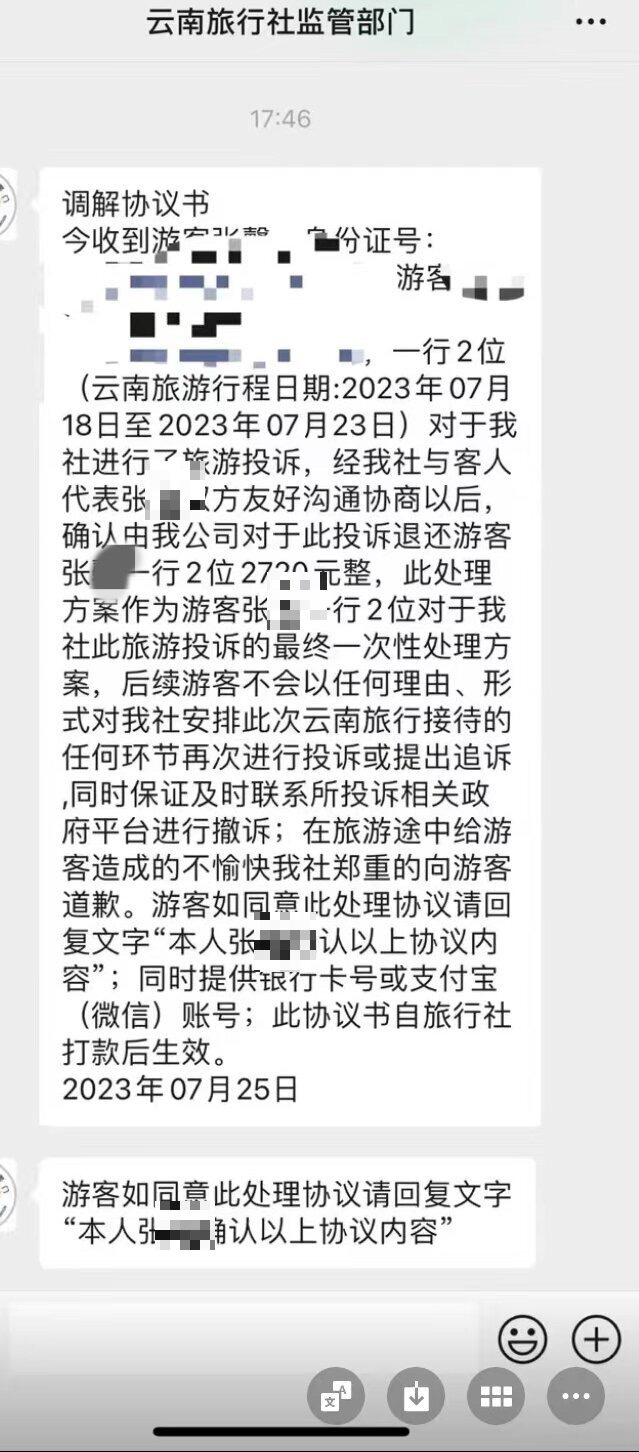 云南旅行社监管部门
17:46
调解协议书
今收到游客张 身份证号：
游客
、
，一行2位
（云南旅游行程日期:2023年07月
18日至2023年07月23日）对于我
社进行了旅游投诉，经我社与客人
代表张 双方友好沟通协商以后，
确认由我公司对于此投诉退还游客
张 一行2位2720元整，此处理
方案作为游客张 一行2位对于我
社此旅游投诉的最终一次性处理方
案，后续游客不会以任何理由、形
式对我社安排此次云南旅行接待的
任何环节再次进行投诉或提出追诉
,同时保证及时联系所投诉相关政
府平台进行撤诉；在旅游途中给游
客造成的不愉快我社郑重的向游客
道歉。游客如同意此处理协议请回
复文字“本人张 认以上协议内
容”；同时提供银行卡号或支付宝
（微信）账号；此协议书自旅行社
打款后生效。
2023年07月25日
游客如同意此处理协议请回复文字
“本人张 确认以上协议内容”